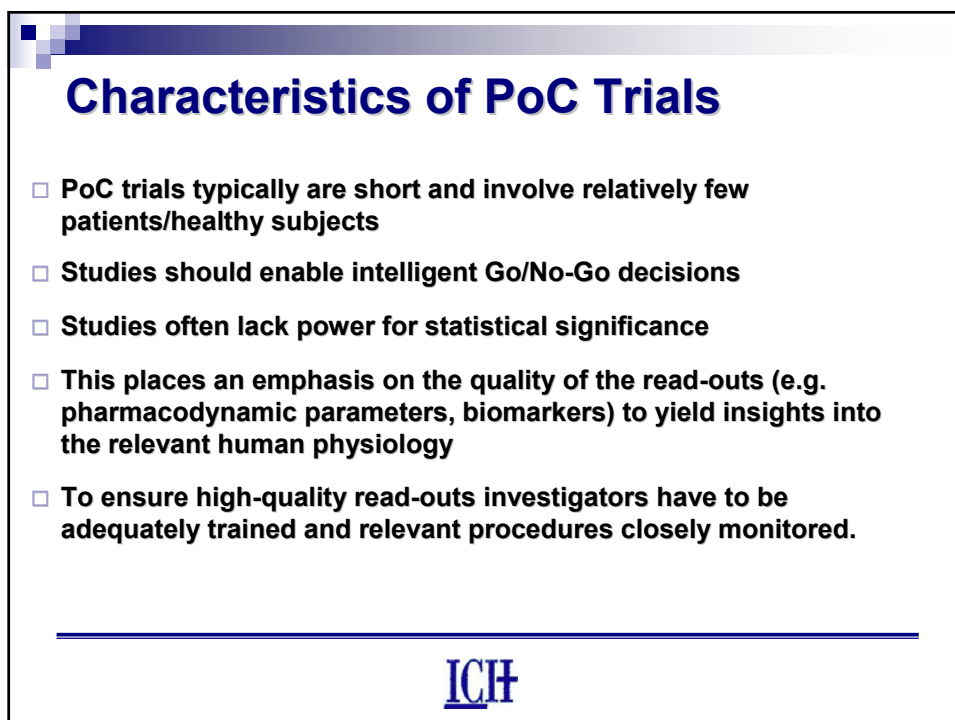 Characteristics of PoC Trials
PoC trials typically are short and involve relatively few
patients/healthy subjects
Studies should enable intelligent Go/No-Go decisions
Studies often lack power for statistical significance
This places an emphasis on the quality of the read-outs (e.g.
pharmacodynamic parameters, biomarkers) to yield insights into
the relevant human physiology
To ensure high-quality read-outs investigators have to be
adequately trained and relevant procedures closely monitored.
ICH